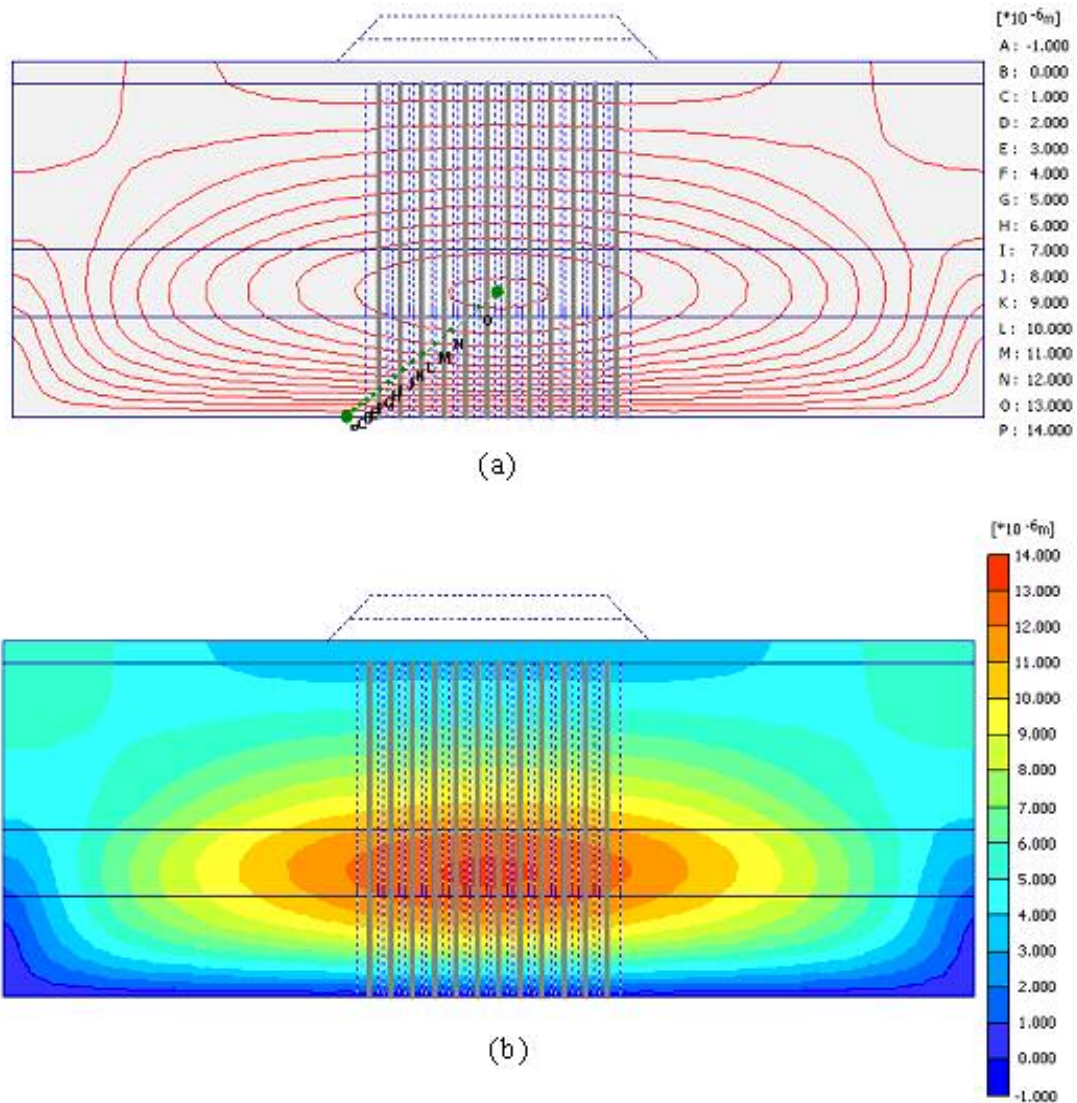 [*10 -6m]
A : -1.000
B : 0.000
C : 1.000
D : 2.000
E : 3.000
F : 4.000
G : 5.000
H : 6.000
I : 7.000
J : 8.000
K : 9.000
L : 10.000
M : 11.000
N : 12.000
O : 13.000
P : 14.000
O
N
M
L
K
J
(a)
[*10 -6m]
14.000
13.000
12.000
11.000
10.000
9.000
8.000
7.000
6.000
5.000
4.000
3.000
2.000
1.000
0.000
-1.000
(b)